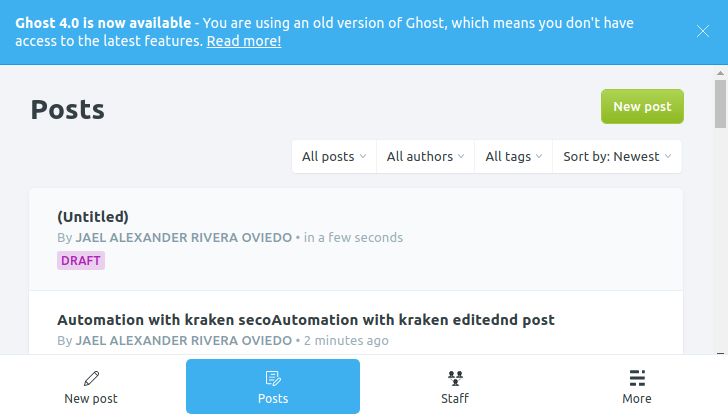 Ghost 4.0 is now available - You are using an old version of Ghost, which means you don't have
access to the latest features. Read more!
Posts
New post
All posts
All authors
All tags
Sort by: Newest
(Untitled)
By JAEL ALEXANDER RIVERA OVIEDO • in a few seconds
DRAFT
Automation with kraken secoAutomation with kraken editednd post
By JAEL ALEXANDER RIVERA OVIEDO • 2 minutes ago
New post
Posts
Staff
More